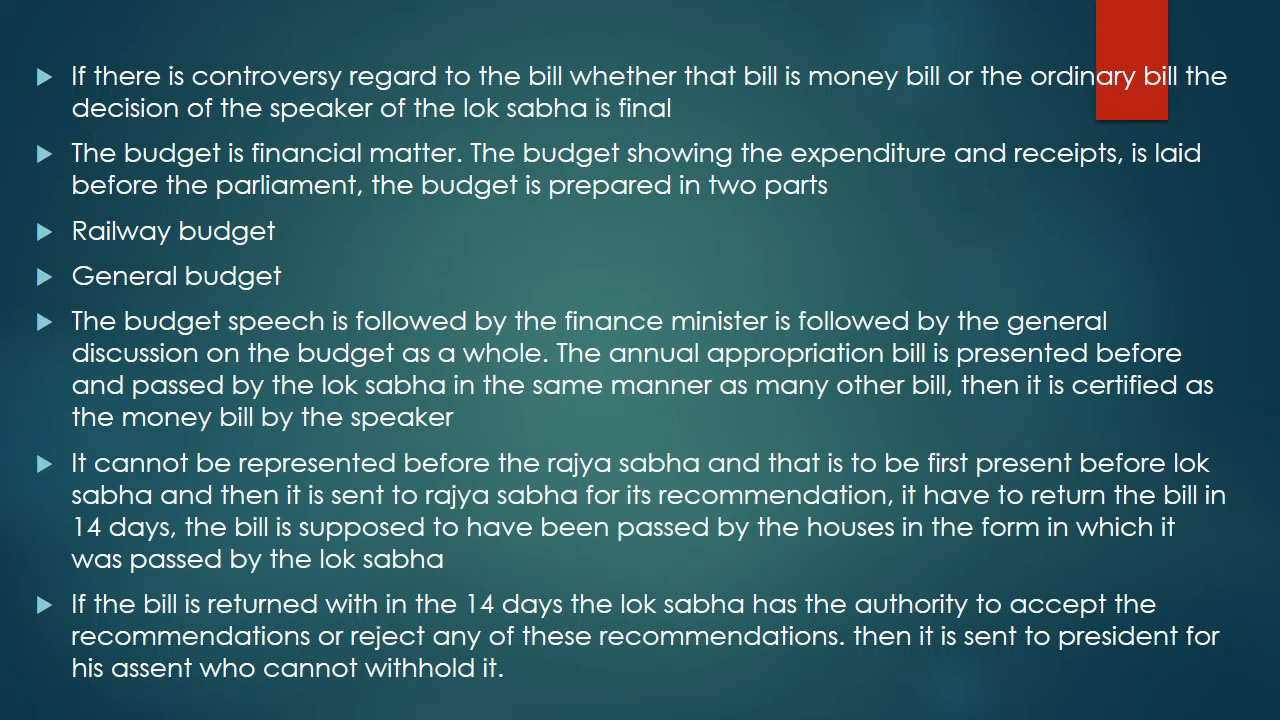 If there is controversy regard to the bill whether that bill is money bill or the ordinary bill the
decision of the speaker of the lok sabha is final
The budget is financial matter. The budget showing the expenditure and receipts, is laid
before the parliament, the budget is prepared in two parts
Railway budget
General budget
The budget speech is followed by the finance minister is followed by the general
discussion on the budget as a whole. The annual appropriation bill is presented before
and passed by the lok sabha in the same manner as many other bill, then it is certified as
the money bill by the speaker
It cannot be represented before the rajya sabha and that is to be first present before lok
sabha and then it is sent to rajya sabha for its recommendation, it have to return the bill in
14 days, the bill is supposed to have been passed by the houses in the form in which it
was passed by the lok sabha
If the bill is returned with in the 14 days the lok sabha has the authority to accept the
recommendations or reject any of these recommendations. then it is sent to president for
his assent who cannot withhold it.